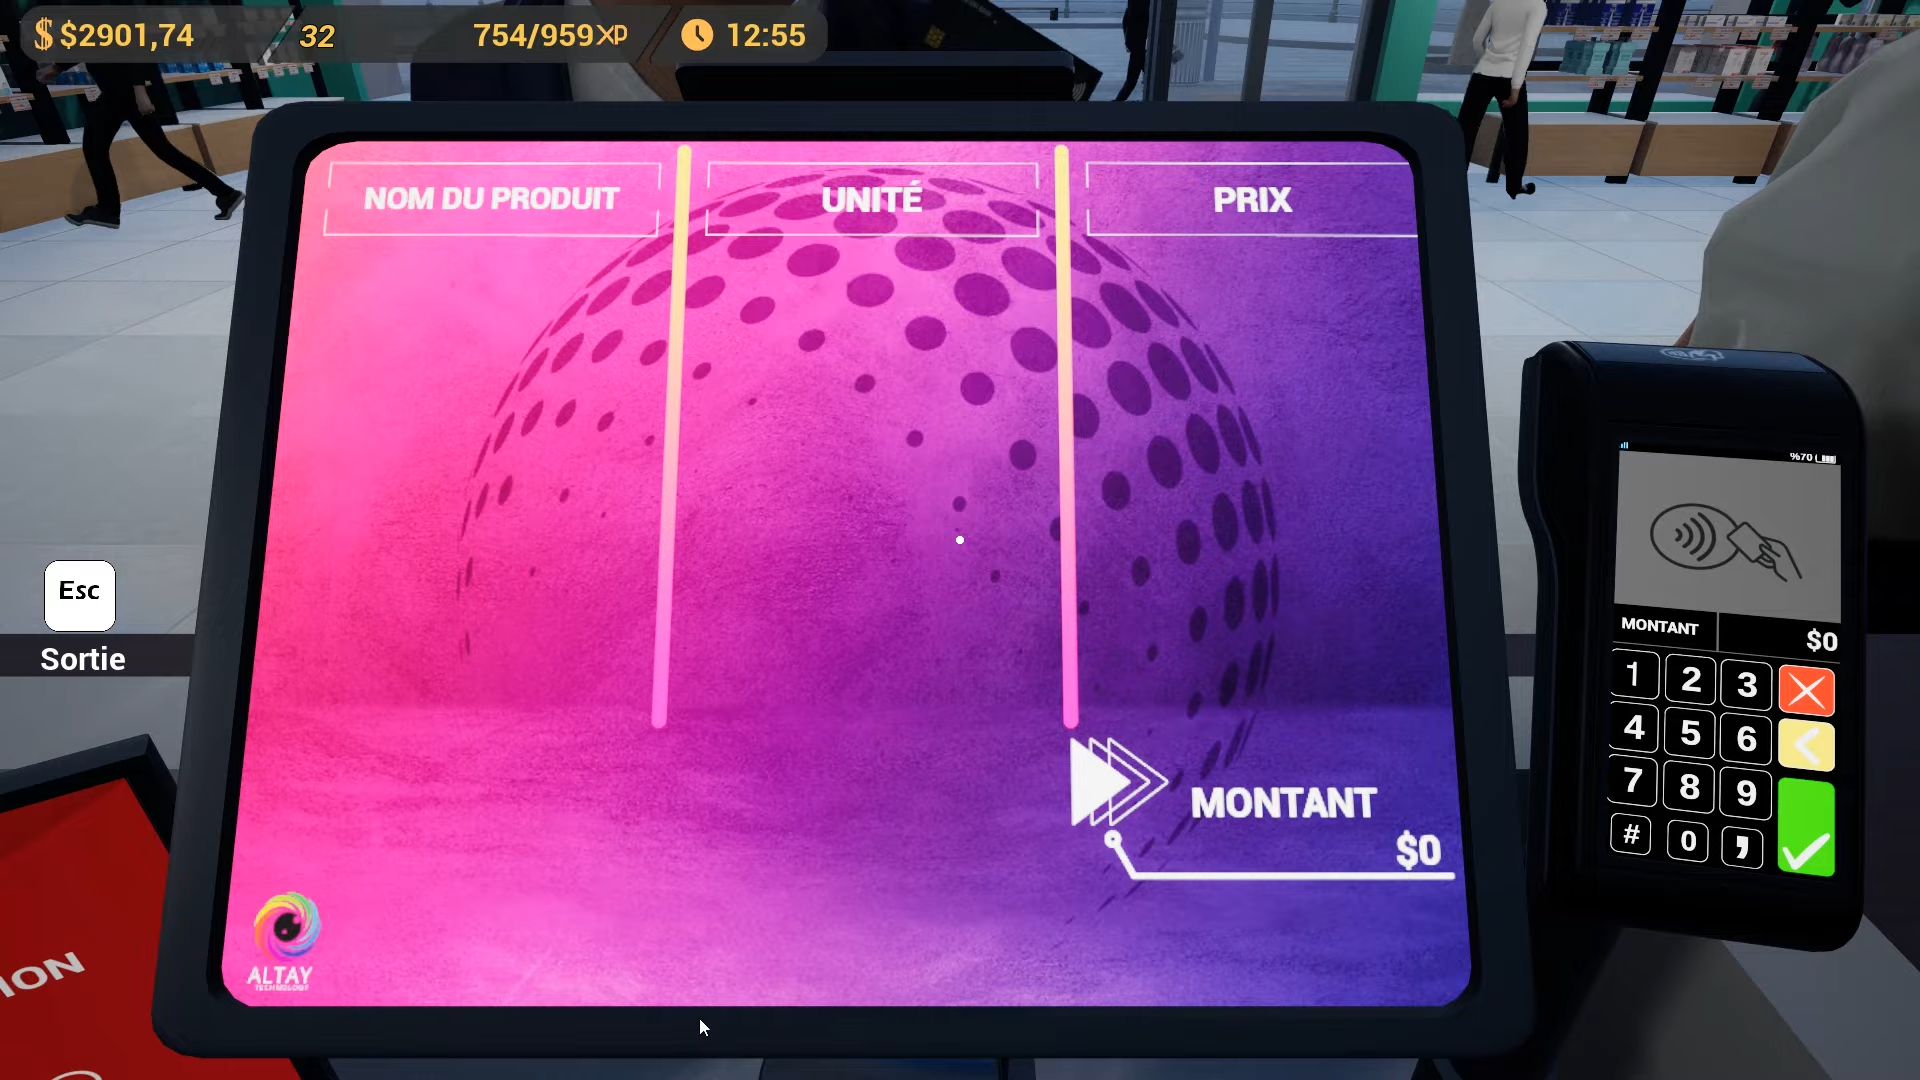 $2901,74
32
754/959XP
12:55
NOM DU PRODUIT
UNITÉ
PRIX
Esc
Sortie
MONTANT
$0
ALTAY
TECHNOLOGY
ION
%70
MONTANT
$0
1 2 3
4 5 6
7 8 9
# 0 ,